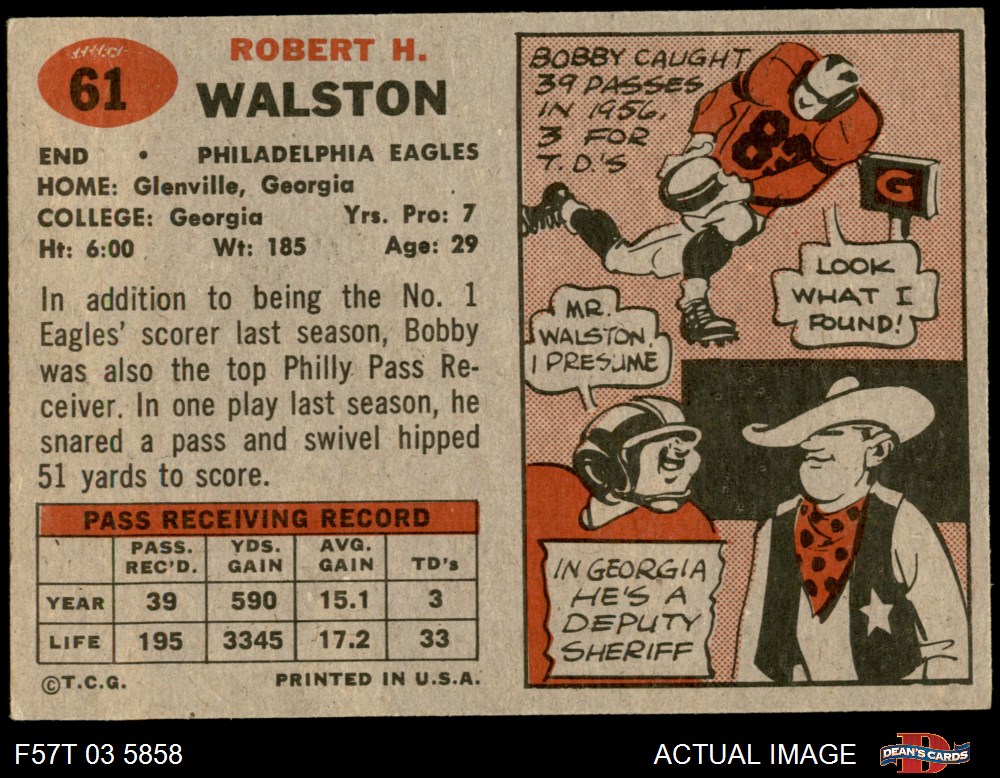 61
ROBERT H.
WALSTON
END • PHILADELPHIA EAGLES
HOME: Glenville, Georgia
COLLEGE: Georgia Yrs. Pro: 7
Ht: 6:00 Wt: 185 Age: 29
In addition to being the No. 1
Eagles' scorer last season, Bobby
was also the top Philly Pass Re-
ceiver. In one play last season, he
snared a pass and swivel hipped
51 yards to score.
PASS RECEIVING RECORD
PASS. REC'D. YDS. GAIN AVG. GAIN TD's
YEAR 39 590 15.1 3
LIFE 195 3345 17.2 33
©T.C.G. PRINTED IN U.S.A.
BOBBY CAUGHT
39 PASSES
IN 1956,
3 FOR
T.D.'S
G
LOOK
WHAT I
FOUND!
MR.
WALSTON,
I PRESUME
IN GEORGIA
HE'S A
DEPUTY
SHERIFF
F57T 03 5858
ACTUAL IMAGE
DEAN'S CARDS